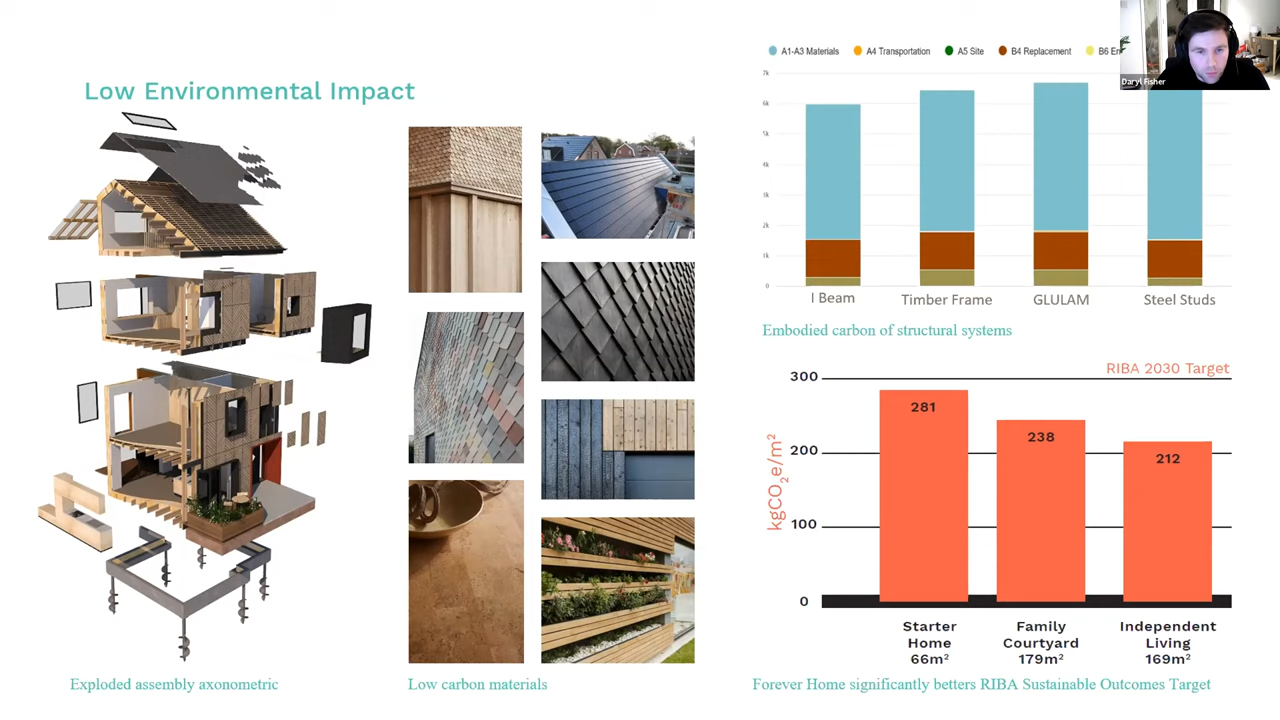 Low Environmental Impact
Exploded assembly axonometric
Low carbon materials
A1-A3 Materials A4 Transportation A5 Site B4 Replacement B6
Daryl Fisher
7k
6k
5k
4k
3k
2k
1k
0
I Beam Timber Frame GLULAM Steel Studs
Embodied carbon of structural systems
RIBA 2030 Target
300
200
100
0
kgCO2e/m²
281
238
212
Starter Home 66m²
Family Courtyard 179m²
Independent Living 169m²
Forever Home significantly betters RIBA Sustainable Outcomes Target